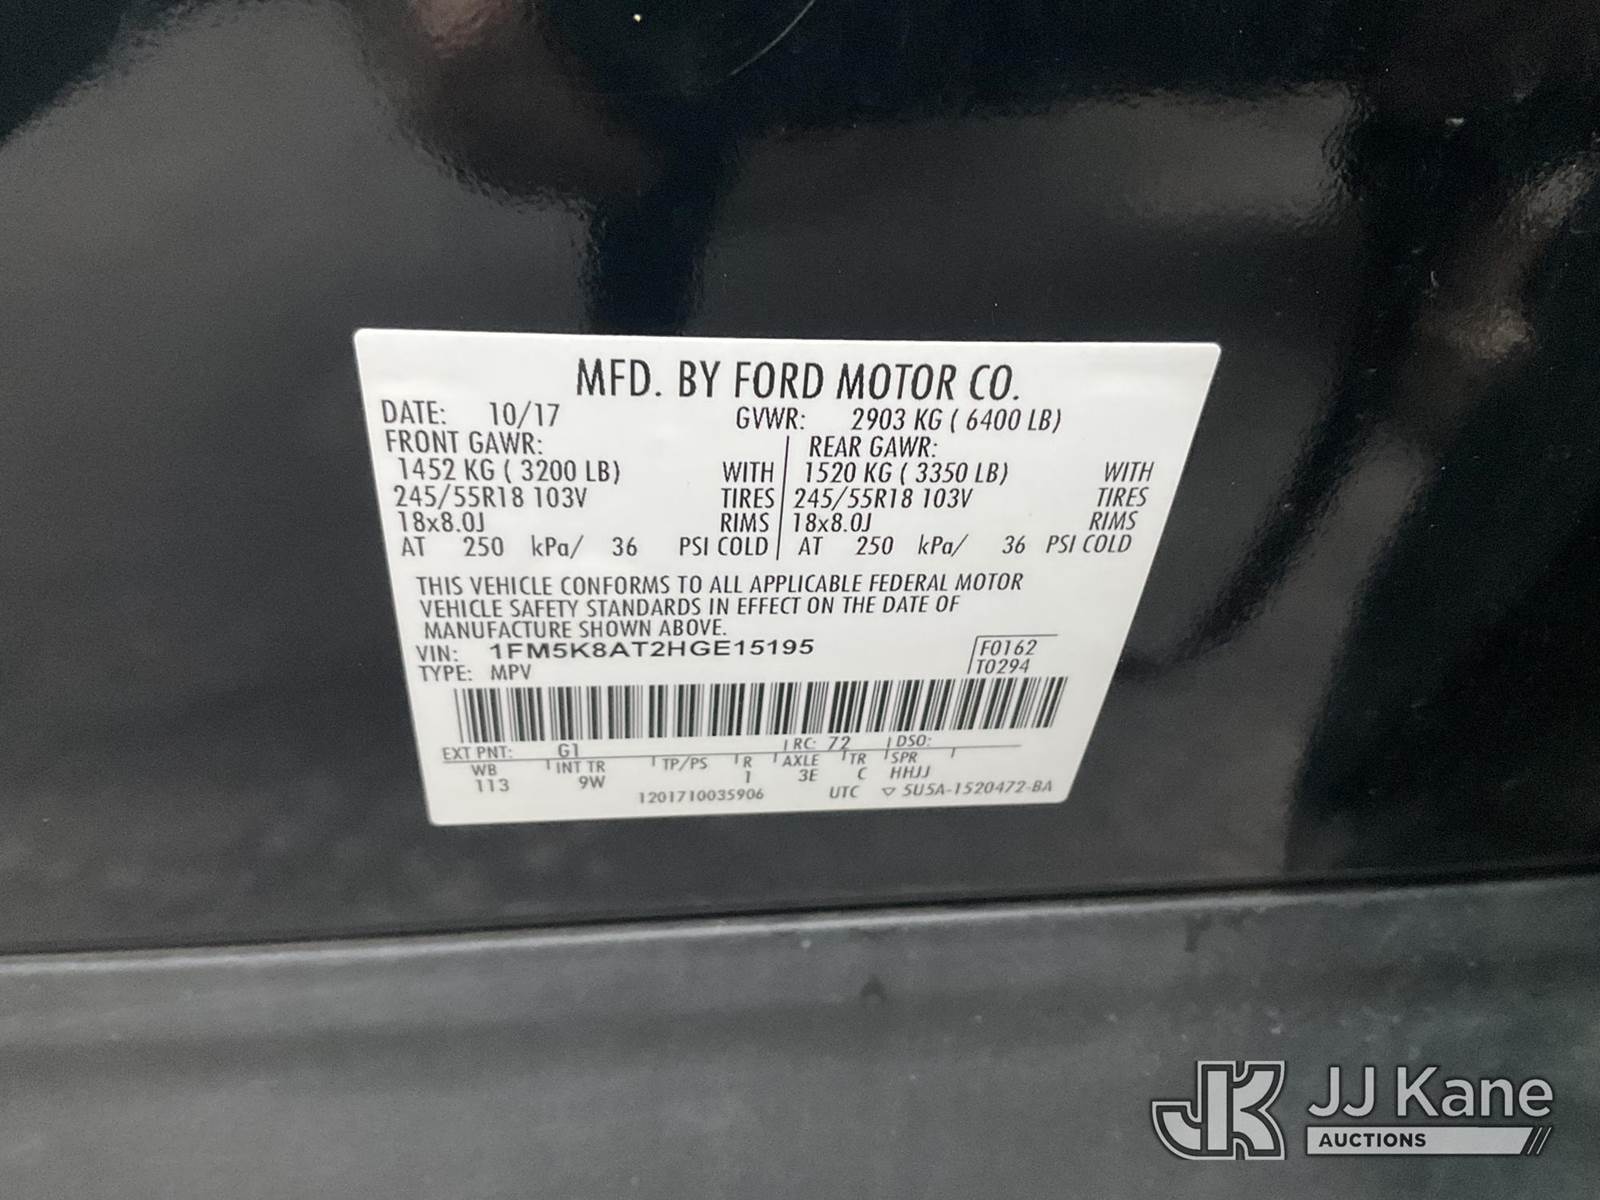 MFD. BY FORD MOTOR CO.
DATE: 10/17 GVWR: 2903 KG ( 6400 LB)
FRONT GAWR: REAR GAWR:
1452 KG ( 3200 LB) WITH 1520 KG ( 3350 LB) WITH
245/55R18 103V TIRES 245/55R18 103V TIRES
18x8.0J RIMS 18x8.0J RIMS
AT 250 kPa/ 36 PSI COLD AT 250 kPa/ 36 PSI COLD
THIS VEHICLE CONFORMS TO ALL APPLICABLE FEDERAL MOTOR
VEHICLE SAFETY STANDARDS IN EFFECT ON THE DATE OF
MANUFACTURE SHOWN ABOVE.
VIN: 1FM5K8AT2HGE15195 F0162
TYPE: MPV T0294
EXT PNT: G1 RC: 72 DSO:
WB INT TR TP/PS R AXLE TR SPR
113 9W 1 3E C HHJJ
1201710035906 UTC ▽ 5U5A-1520472-BA
JK JJ Kane
AUCTIONS